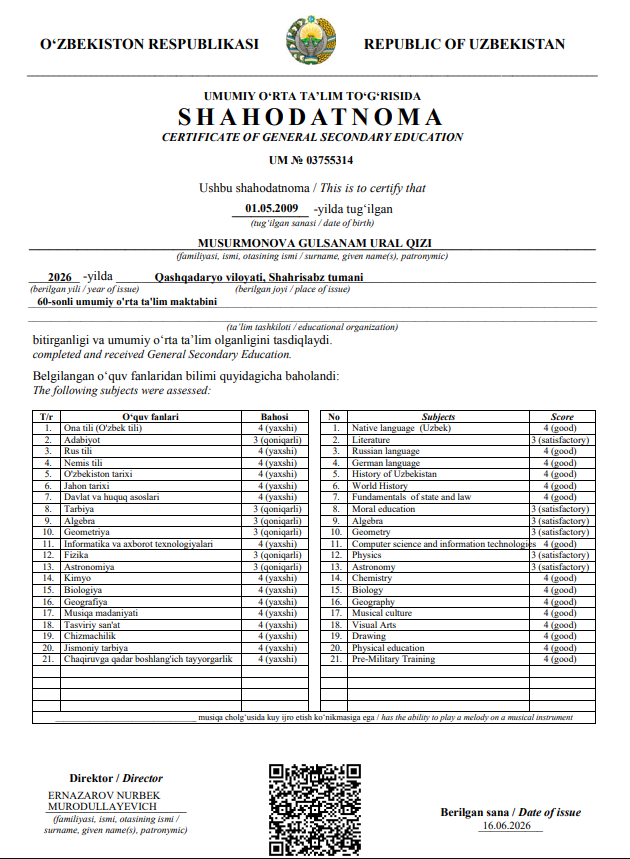 O‘ZBEKISTON RESPUBLIKASI REPUBLIC OF UZBEKISTAN
UMUMIY O‘RTA TA’LIM TO‘G‘RISIDA
SHAHODATNOMA
CERTIFICATE OF GENERAL SECONDARY EDUCATION
UM № 03755314
Ushbu shahodatnoma / This is to certify that
01.05.2009 -yilda tug‘ilgan
(tug‘ilgan sanasi / date of birth)
MUSURMONOVA GULSANAM URAL QIZI
(familiyasi, ismi, otasining ismi / surname, given name(s), patronymic)
2026 -yilda Qashqadaryo viloyati, Shahrisabz tumani
(berilgan yili / year of issue) (berilgan joyi / place of issue)
60-sonli umumiy o'rta ta'lim maktabini
(ta’lim tashkiloti / educational organization)
bitirganligi va umumiy o‘rta ta’lim olganligini tasdiqlaydi.
completed and received General Secondary Education.
Belgilangan o‘quv fanlaridan bilimi quyidagicha baholandi:
The following subjects were assessed:
T/r O‘quv fanlari Bahosi No Subjects Score
1. Ona tili (O'zbek tili) 4 (yaxshi) 1. Native language (Uzbek) 4 (good)
2. Adabiyot 3 (qoniqarli) 2. Literature 3 (satisfactory)
3. Rus tili 4 (yaxshi) 3. Russian language 4 (good)
4. Nemis tili 4 (yaxshi) 4. German language 4 (good)
5. O'zbekiston tarixi 4 (yaxshi) 5. History of Uzbekistan 4 (good)
6. Jahon tarixi 4 (yaxshi) 6. World History 4 (good)
7. Davlat va huquq asoslari 4 (yaxshi) 7. Fundamentals of state and law 4 (good)
8. Tarbiya 3 (qoniqarli) 8. Moral education 3 (satisfactory)
9. Algebra 3 (qoniqarli) 9. Algebra 3 (satisfactory)
10. Geometriya 3 (qoniqarli) 10. Geometry 3 (satisfactory)
11. Informatika va axborot texnologiyalari 4 (yaxshi) 11. Computer science and information technologies 4 (good)
12. Fizika 3 (qoniqarli) 12. Physics 3 (satisfactory)
13. Astronomiya 3 (qoniqarli) 13. Astronomy 3 (satisfactory)
14. Kimyo 4 (yaxshi) 14. Chemistry 4 (good)
15. Biologiya 4 (yaxshi) 15. Biology 4 (good)
16. Geografiya 4 (yaxshi) 16. Geography 4 (good)
17. Musiqa madaniyati 4 (yaxshi) 17. Musical culture 4 (good)
18. Tasviriy san'at 4 (yaxshi) 18. Visual Arts 4 (good)
19. Chizmachilik 4 (yaxshi) 19. Drawing 4 (good)
20. Jismoniy tarbiya 4 (yaxshi) 20. Physical education 4 (good)
21. Chaqiruvga qadar boshlang'ich tayyorgarlik 4 (yaxshi) 21. Pre-Military Training 4 (good)
musiqa cholg‘usida kuy ijro etish ko‘nikmasiga ega / has the ability to play a melody on a musical instrument
Direktor / Director
ERNAZAROV NURBEK
MURODULLAYEVICH
(familiyasi, ismi, otasining ismi /
surname, given name(s), patronymic)
Berilgan sana / Date of issue
16.06.2026